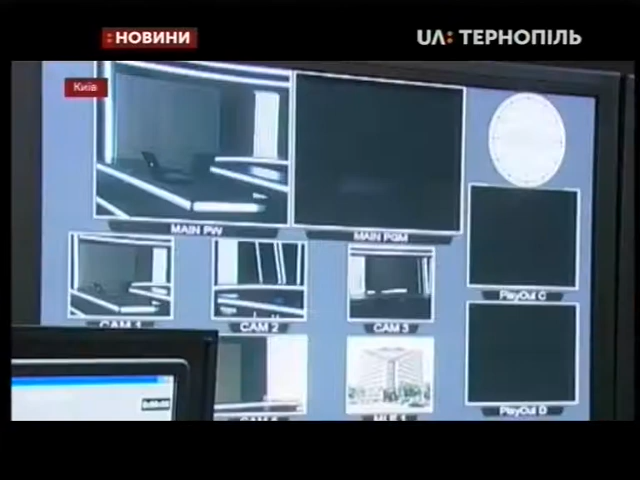 :НОВИНИ
UA: ТЕРНОПІЛЬ
Київ
MAIN PW
MAIN PGM
PlayOut C
CAM 1
CAM 2
CAM 3
PlayOut D